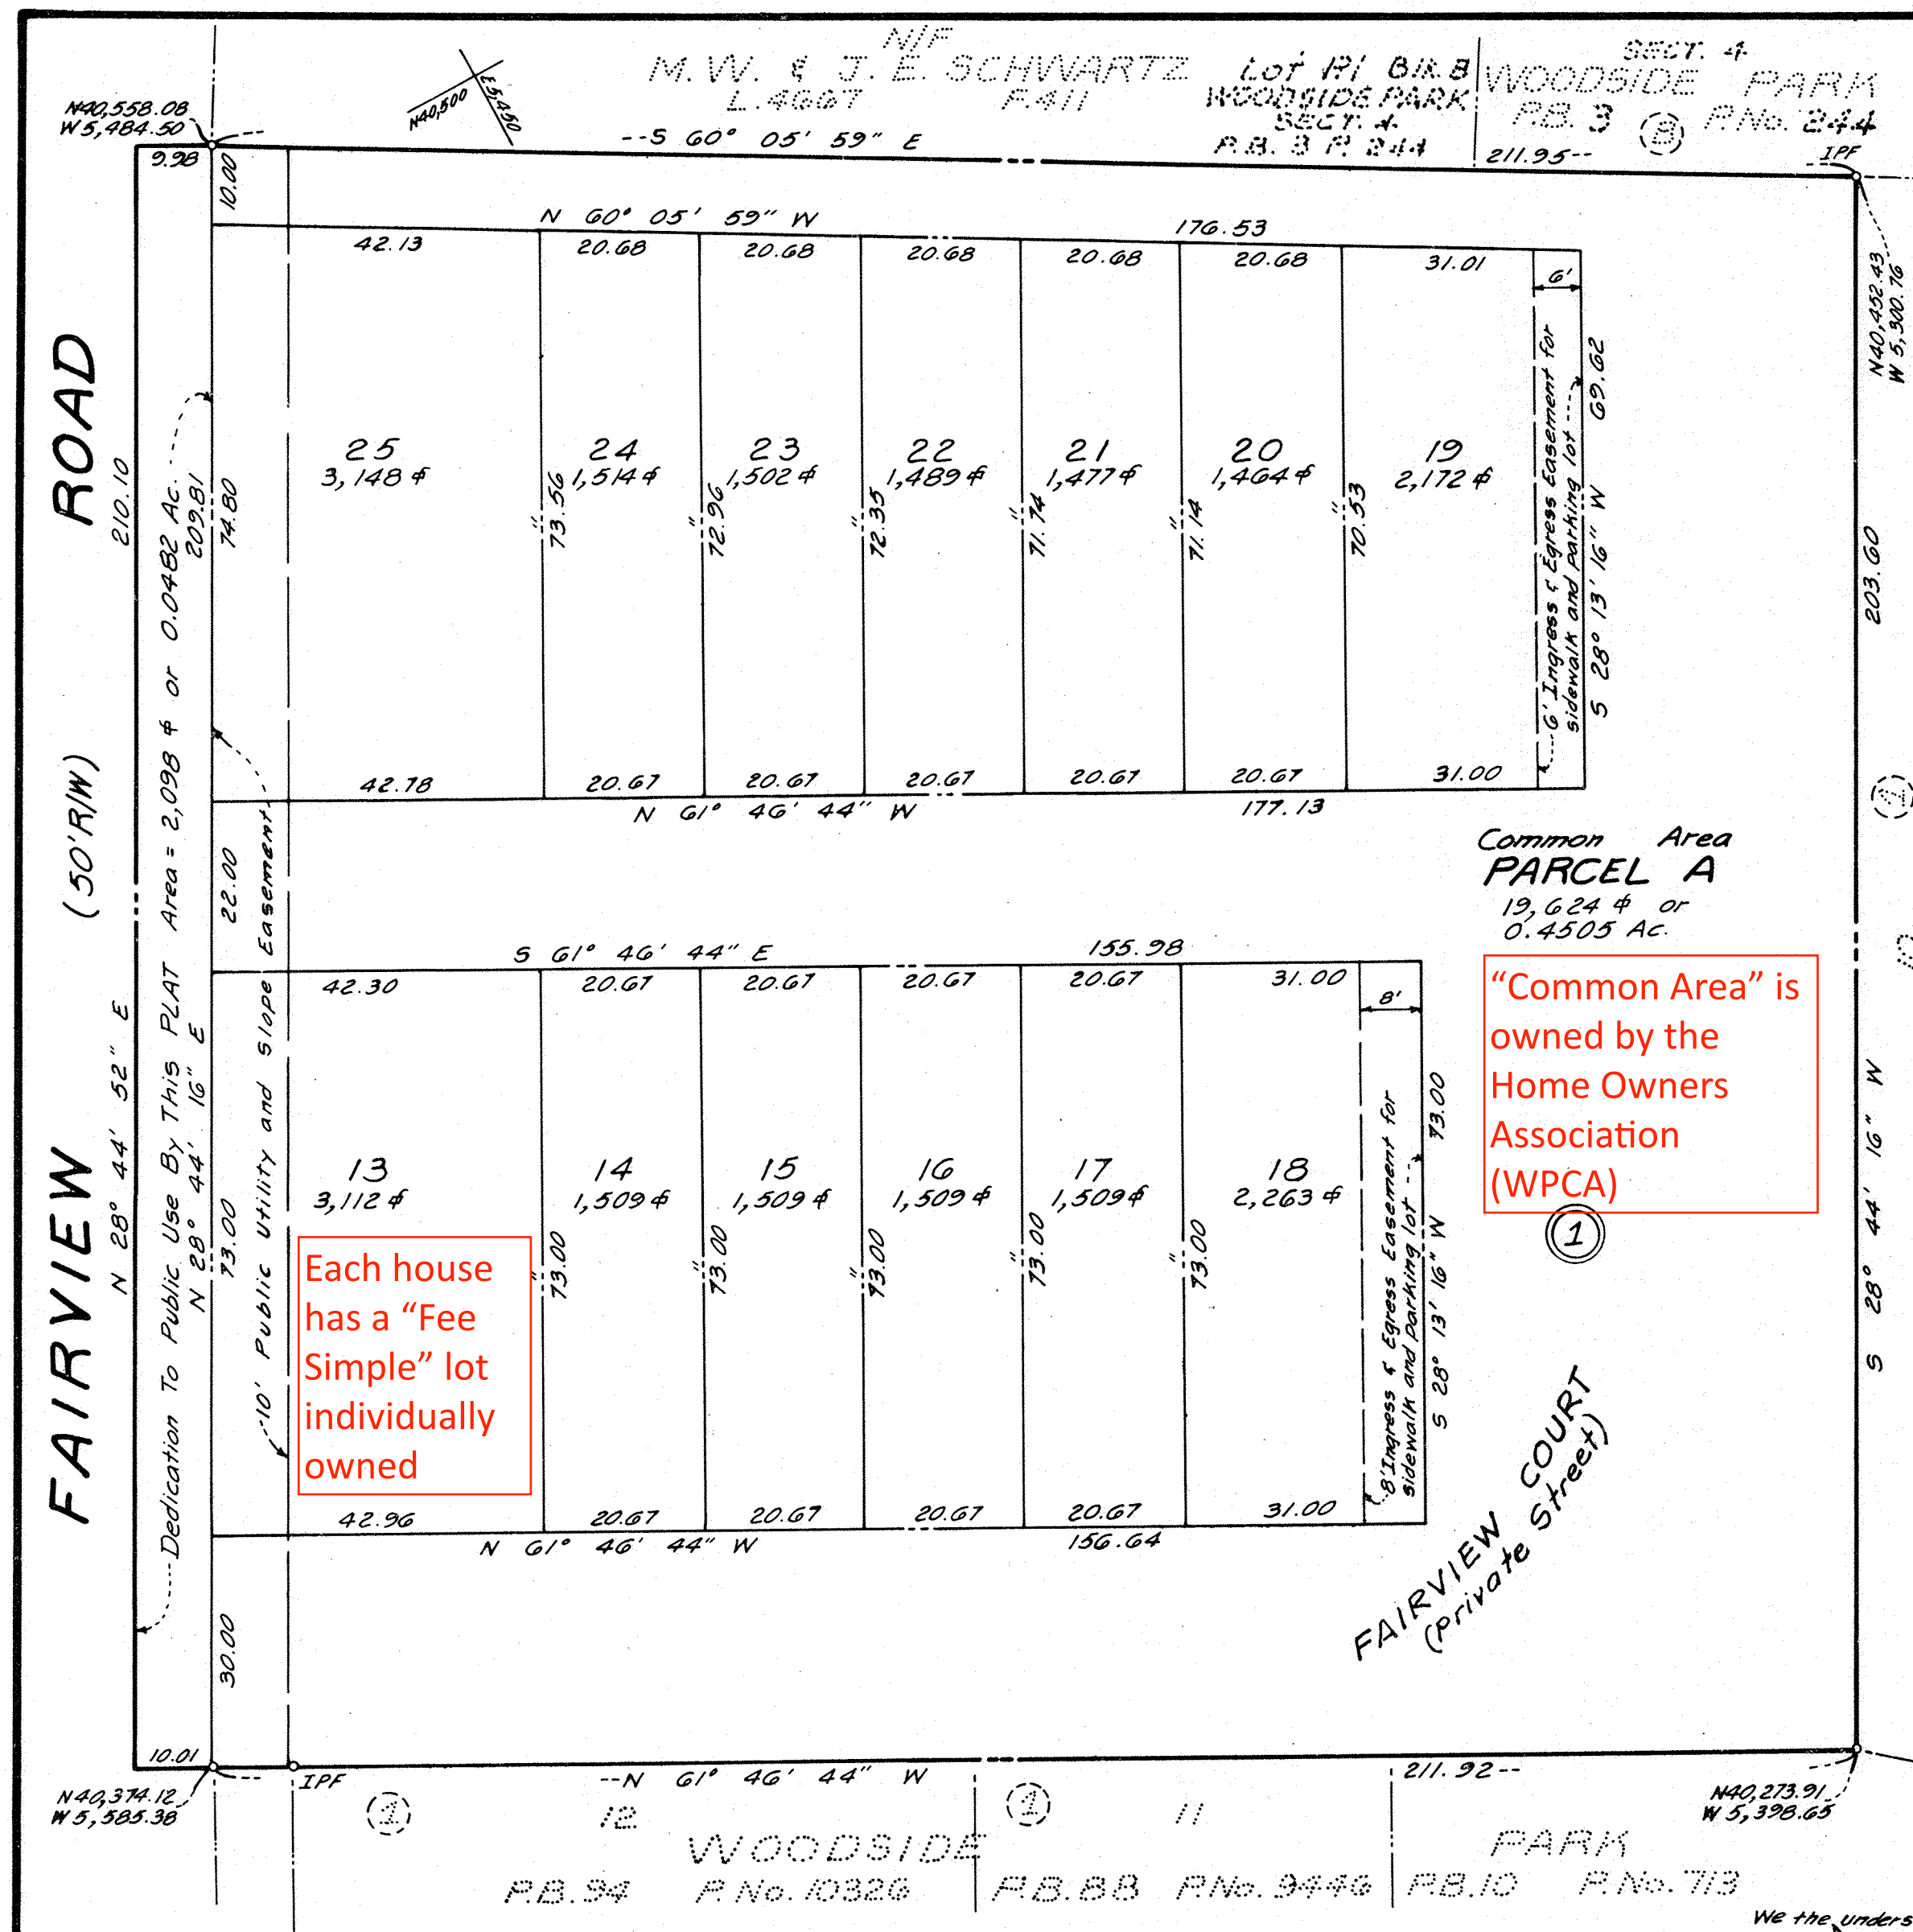 N/F
M.W. & J. E. SCHWARTZ
L.4667 F.411
Lot P/1 Blk B
WOODSIDE PARK
SECT. 4
P.B. 3 P. 244
SECT. 4
WOODSIDE PARK
P.B. 3 (B) P.No. 244
N40,558.08
W5,484.50
N40,500
E5,450
--S 60° 05' 59" E
211.95--
IPF
N40,452.43
W 5,300.76
9.98
10.00
N 60° 05' 59" W
176.53
42.13
20.68
20.68
20.68
20.68
20.68
31.01
6'
25
3,148 ⌗
24
1,514 ⌗
23
1,502 ⌗
22
1,489 ⌗
21
1,477 ⌗
20
1,464 ⌗
19
2,172 ⌗
74.80
" 73.56
" 72.96
" 72.35
" 71.74
" 71.14
" 70.53
6' Ingress & Egress Easement for
sidewalk and parking lot
S 28° 13' 16" W 69.62
42.78
20.67
20.67
20.67
20.67
20.67
31.00
N 61° 46' 44" W
177.13
FAIRVIEW (50'R/W) ROAD
N 28° 44' 52" E 210.10
Dedication To Public Use By This PLAT Area = 2,098 ⌗ or 0.0482 Ac.
N 28° 44' 16" E 209.81
10' Public Utility and Slope Easement
22.00
Common Area
PARCEL A
19,624 ⌗ or
0.4505 Ac.
“Common Area” is
owned by the
Home Owners
Association
(WPCA)
1
S 61° 46' 44" E
155.98
42.30
20.67
20.67
20.67
20.67
31.00
8'
13
3,112 ⌗
14
1,509 ⌗
15
1,509 ⌗
16
1,509 ⌗
17
1,509 ⌗
18
2,263 ⌗
73.00
" 73.00
" 73.00
" 73.00
" 73.00
" 73.00
Each house
has a “Fee
Simple” lot
individually
owned
8' Ingress & Egress Easement for
sidewalk and parking lot
S 28° 13' 16" W 73.00
42.96
20.67
20.67
20.67
20.67
31.00
N 61° 46' 44" W
156.64
30.00
FAIRVIEW COURT
(Private Street)
S 28° 44' 16" W 203.60
1
10.01
N40,374.12
W5,585.38
IPF
--N 61° 46' 44" W
211.92--
N40,273.91
W 5,398.65
1
12
1
11
WOODSIDE PARK
P.B.94 P.No.10326
P.B.88 P.No.9446
P.B.10 P.No.713
We the unders